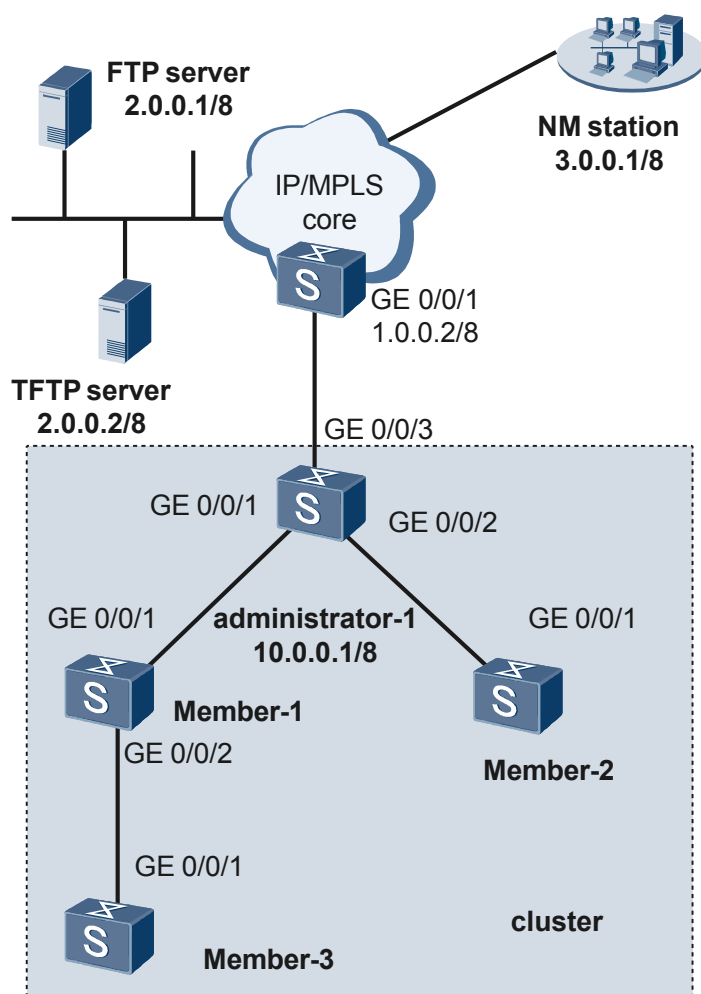 FTP server
2.0.0.1/8
NM station
3.0.0.1/8
IP/MPLS
core
S
GE 0/0/1
1.0.0.2/8
TFTP server
2.0.0.2/8
GE 0/0/3
S
GE 0/0/1
GE 0/0/2
administrator-1
10.0.0.1/8
GE 0/0/1
GE 0/0/1
S
Member-1
S
Member-2
GE 0/0/2
GE 0/0/1
S
Member-3
cluster